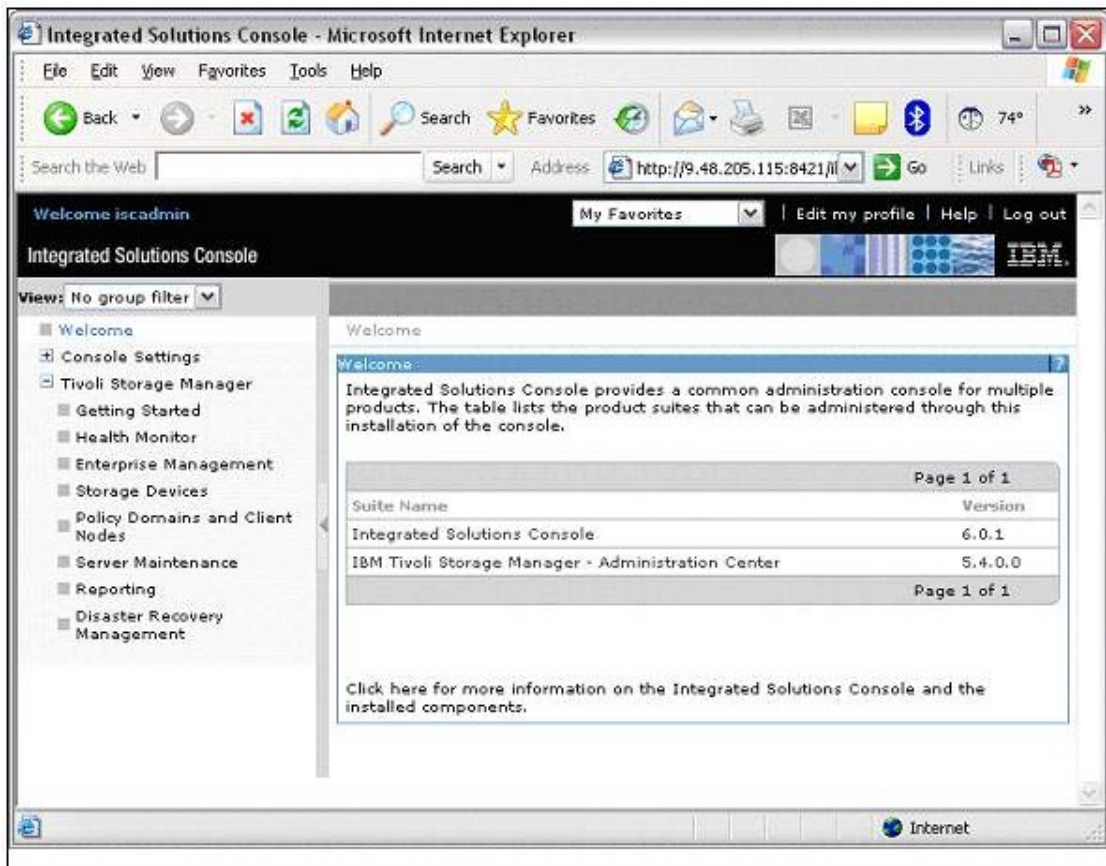 Integrated Solutions Console - Microsoft Internet Explorer
File Edit View Favorites Tools Help
Back Search Favorites 74° »
Search the Web Search Address http://9.48.205.115:8421/i Go Links
Welcome iscadmin My Favorites | Edit my profile | Help | Log out
Integrated Solutions Console IBM.
View: No group filter
Welcome
Console Settings
Tivoli Storage Manager
Getting Started
Health Monitor
Enterprise Management
Storage Devices
Policy Domains and Client
Nodes
Server Maintenance
Reporting
Disaster Recovery
Management
Welcome
Welcome ?
Integrated Solutions Console provides a common administration console for multiple
products. The table lists the product suites that can be administered through this
installation of the console.
Page 1 of 1
Suite Name Version
Integrated Solutions Console 6.0.1
IBM Tivoli Storage Manager - Administration Center 5.4.0.0
Page 1 of 1
Click here for more information on the Integrated Solutions Console and the
installed components.
Internet